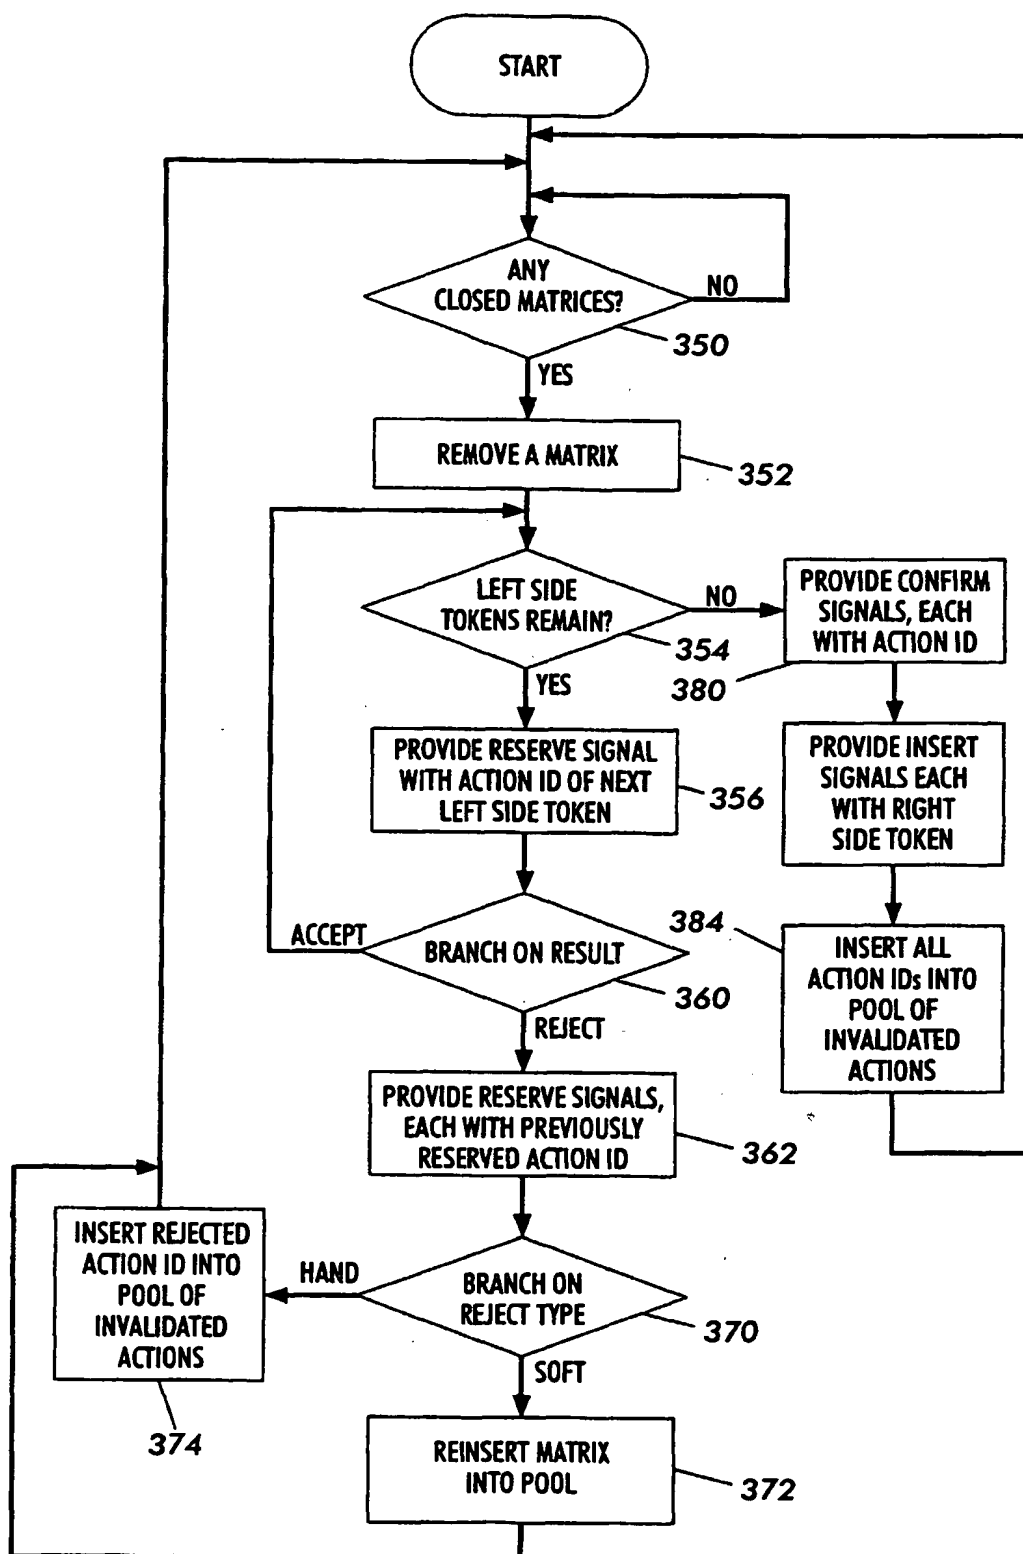 START
ANY
CLOSED MATRICES?
NO
350
YES
REMOVE A MATRIX
352
LEFT SIDE
TOKENS REMAIN?
NO
354
YES
PROVIDE CONFIRM
SIGNALS, EACH
WITH ACTION ID
380
PROVIDE RESERVE SIGNAL
WITH ACTION ID OF NEXT
LEFT SIDE TOKEN
356
PROVIDE INSERT
SIGNALS EACH
WITH RIGHT
SIDE TOKEN
ACCEPT
BRANCH ON RESULT
360
REJECT
384
INSERT ALL
ACTION IDs INTO
POOL OF
INVALIDATED
ACTIONS
PROVIDE RESERVE SIGNALS,
EACH WITH PREVIOUSLY
RESERVED ACTION ID
362
INSERT REJECTED
ACTION ID INTO
POOL OF
INVALIDATED
ACTIONS
374
HAND
BRANCH ON
REJECT TYPE
370
SOFT
REINSERT MATRIX
INTO POOL
372